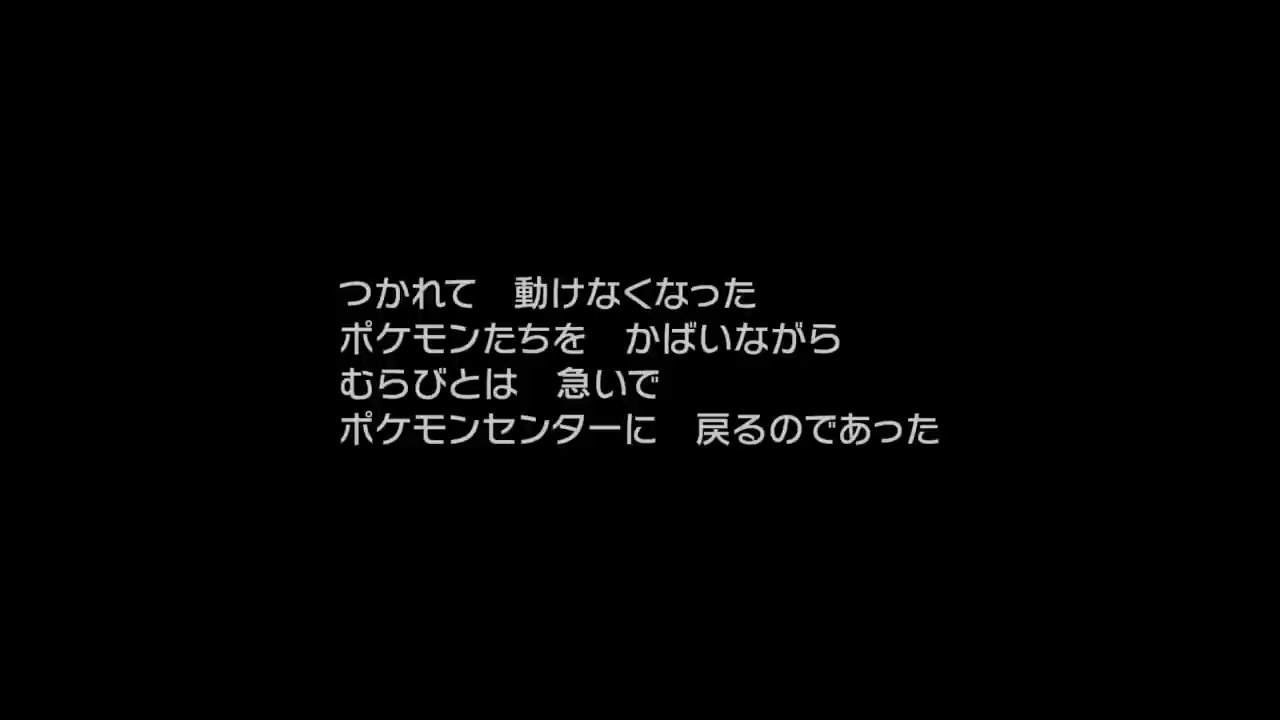 つかれて　動けなくなった
ポケモンたちを　かばいながら
むらびとは　急いで
ポケモンセンターに　戻るのであった